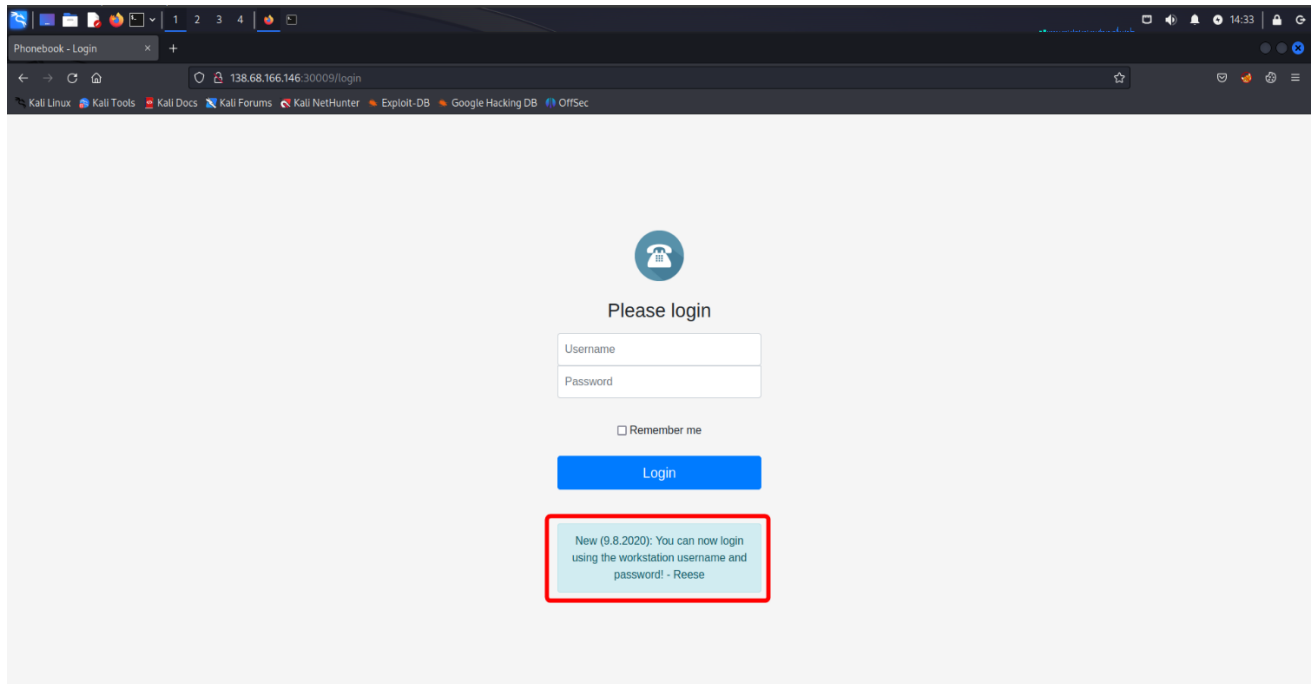 1 2 3 4 14:33
Phonebook - Login × +
138.68.166.146:30009/login
Kali Linux Kali Tools Kali Docs Kali Forums Kali NetHunter Exploit-DB Google Hacking DB OffSec
Please login
Username
Password
Remember me
Login
New (9.8.2020): You can now login
using the workstation username and
password! - Reese